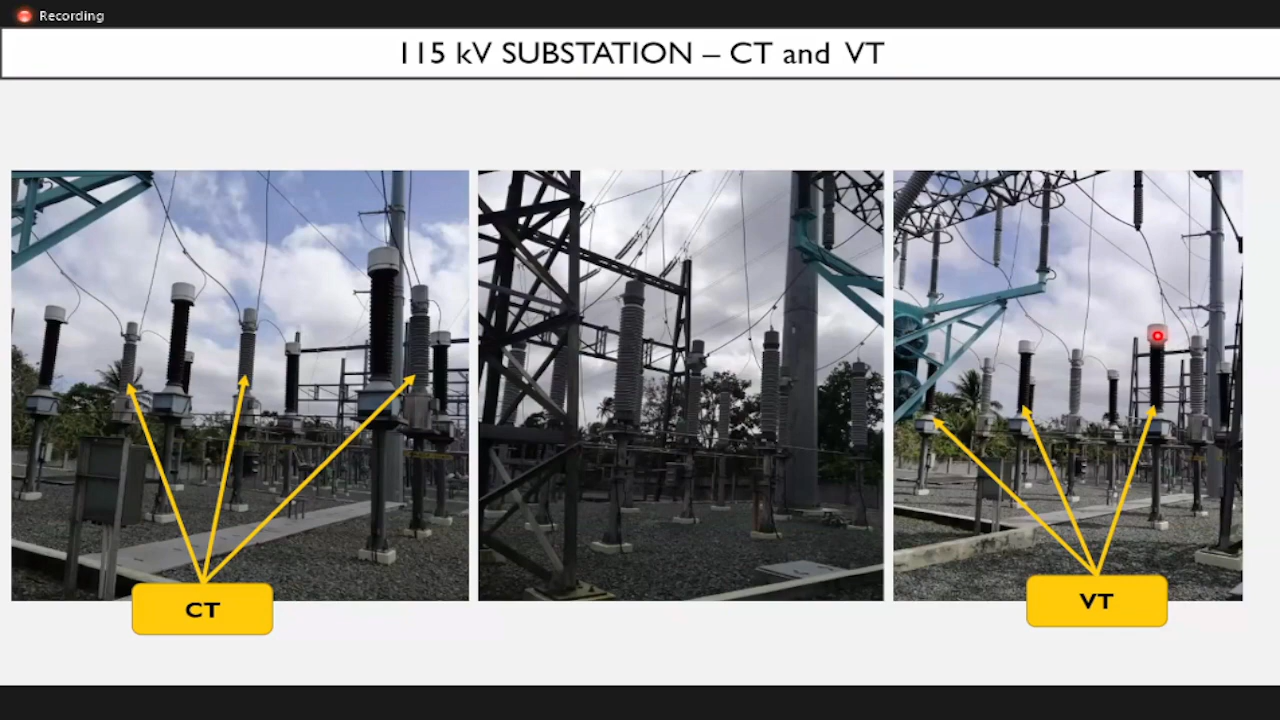 Recording
115 kV SUBSTATION – CT and VT
CT
VT